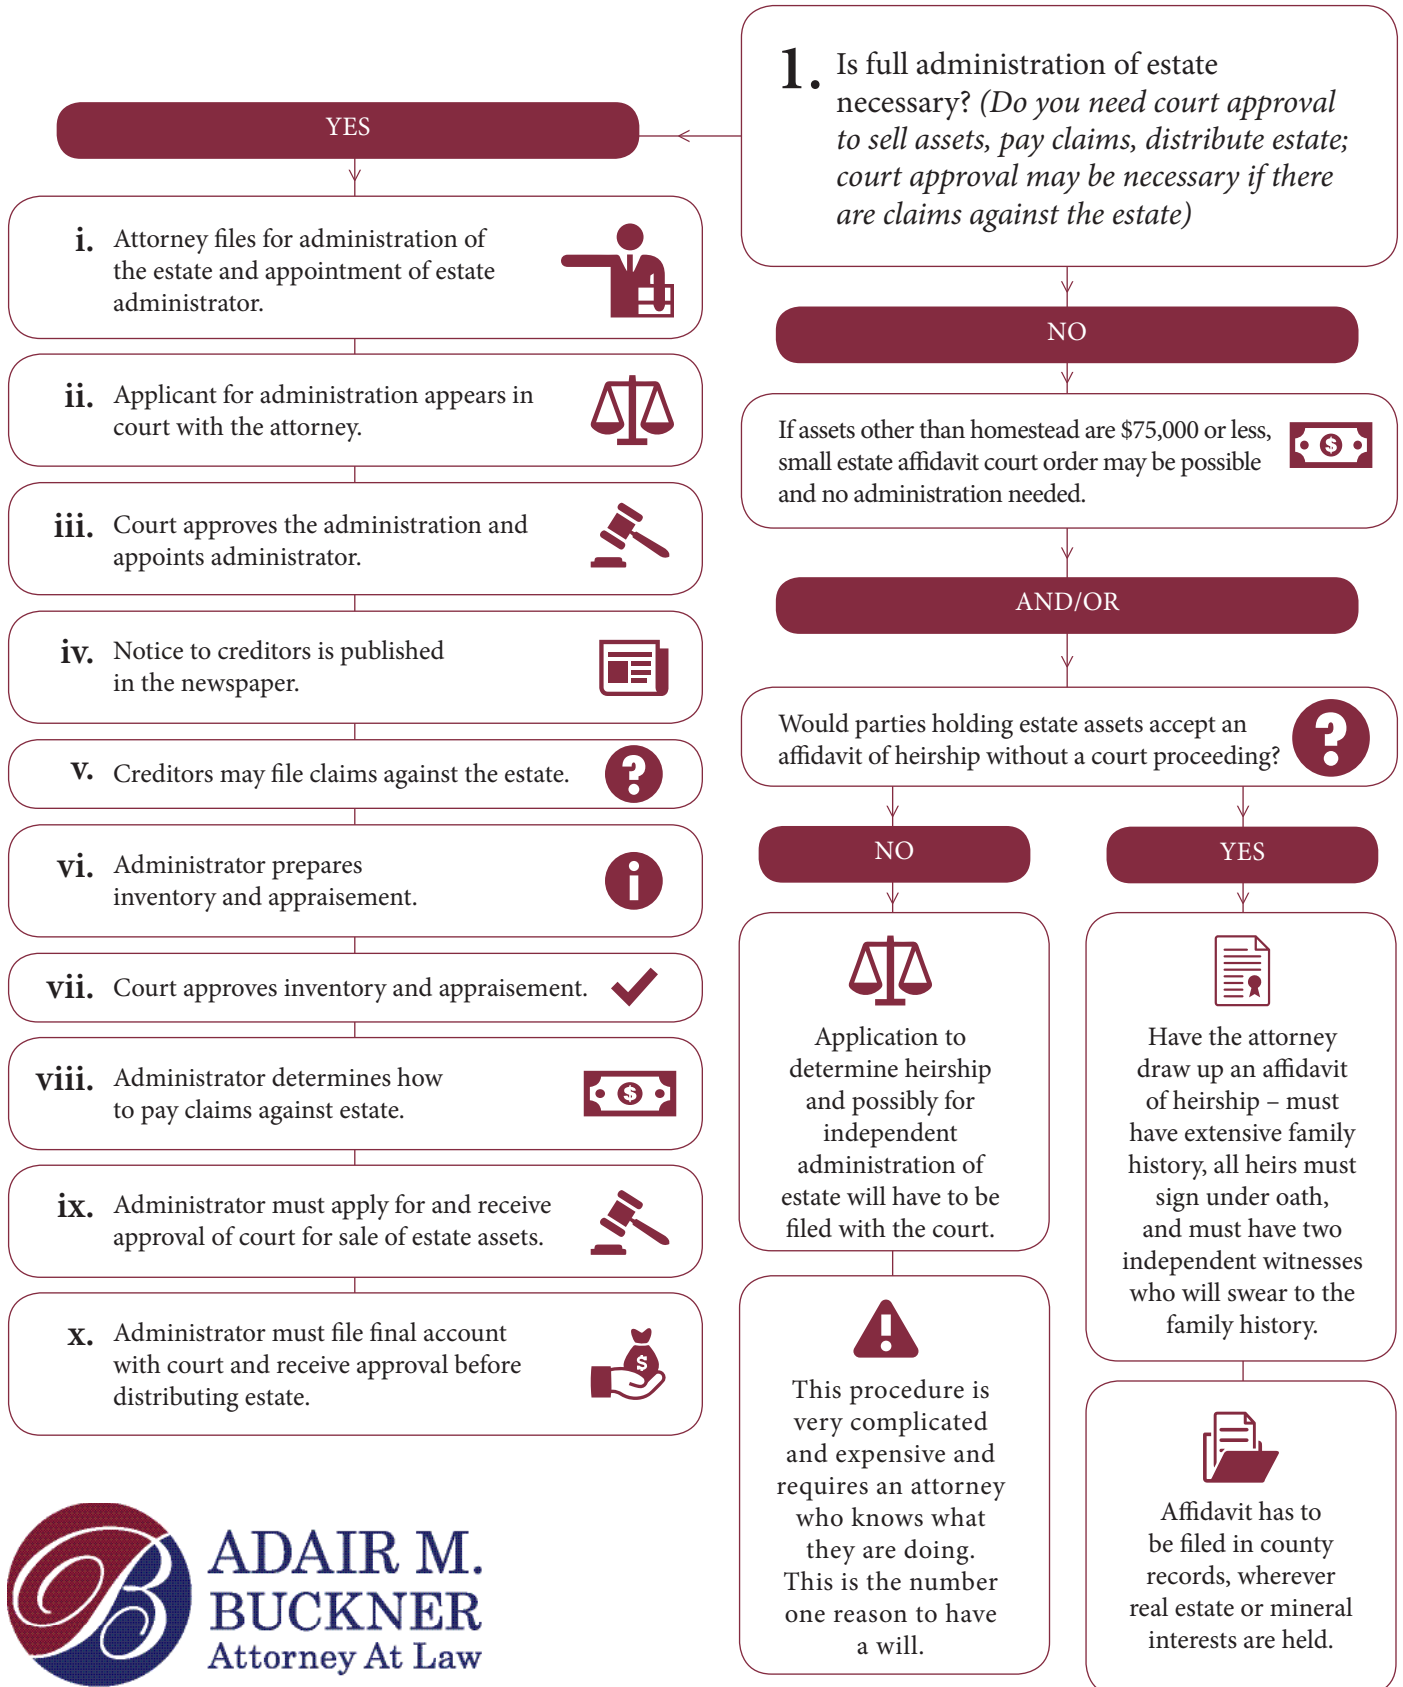 1. Is full administration of estate
necessary? (Do you need court approval
to sell assets, pay claims, distribute estate;
court approval may be necessary if there
are claims against the estate)
YES
i. Attorney files for administration of
the estate and appointment of estate
administrator.
ii. Applicant for administration appears in
court with the attorney.
iii. Court approves the administration and
appoints administrator.
iv. Notice to creditors is published
in the newspaper.
v. Creditors may file claims against the estate.
vi. Administrator prepares
inventory and appraisement.
vii. Court approves inventory and appraisement.
viii. Administrator determines how
to pay claims against estate.
ix. Administrator must apply for and receive
approval of court for sale of estate assets.
x. Administrator must file final account
with court and receive approval before
distributing estate.
NO
If assets other than homestead are $75,000 or less,
small estate affidavit court order may be possible
and no administration needed.
AND/OR
Would parties holding estate assets accept an
affidavit of heirship without a court proceeding?
NO
Application to
determine heirship
and possibly for
independent
administration of
estate will have to be
filed with the court.
This procedure is
very complicated
and expensive and
requires an attorney
who knows what
they are doing.
This is the number
one reason to have
a will.
YES
Have the attorney
draw up an affidavit
of heirship – must
have extensive family
history, all heirs must
sign under oath,
and must have two
independent witnesses
who will swear to the
family history.
Affidavit has to
be filed in county
records, wherever
real estate or mineral
interests are held.
B
ADAIR M.
BUCKNER
Attorney At Law